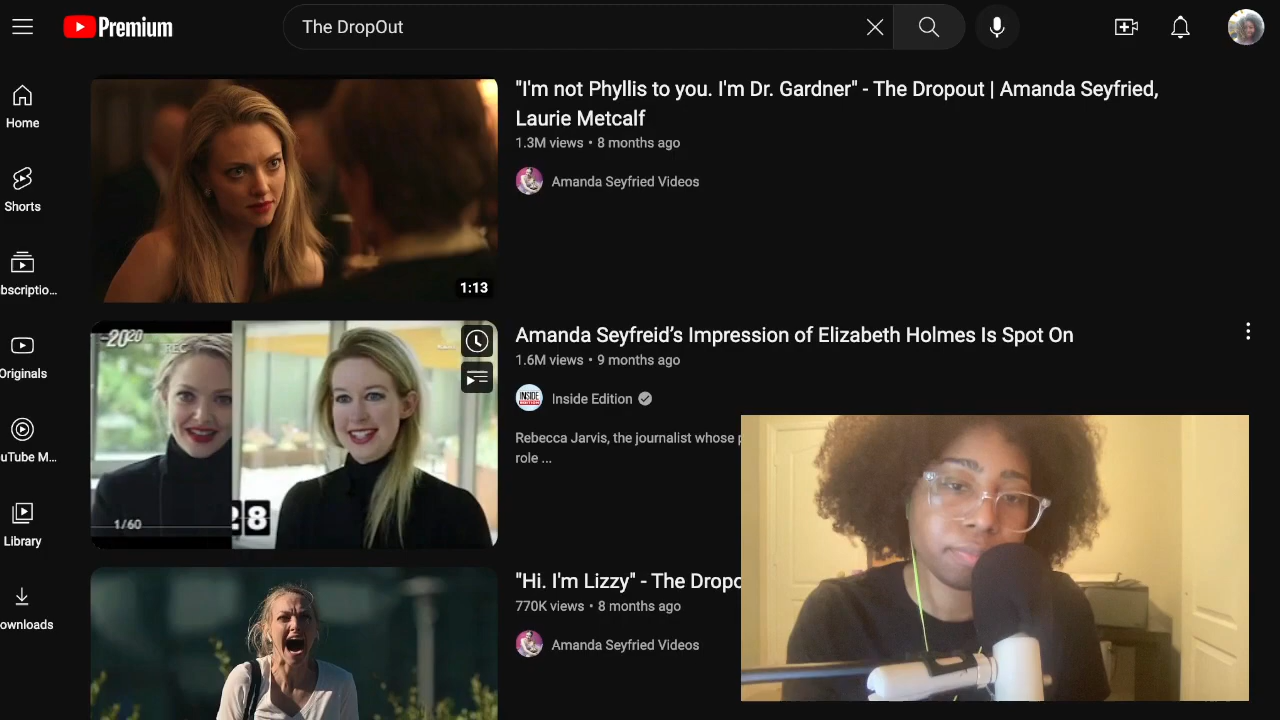 Premium
The DropOut
Home
Shorts
bscriptio...
Originals
uTube M...
Library
ownloads
1:13
"I'm not Phyllis to you. I'm Dr. Gardner" - The Dropout | Amanda Seyfried,
Laurie Metcalf
1.3M views • 8 months ago
Amanda Seyfried Videos
2020
REC
1/60
28
Amanda Seyfreid’s Impression of Elizabeth Holmes Is Spot On
1.6M views • 9 months ago
INSIDE
Inside Edition
Rebecca Jarvis, the journalist whose p
role ...
"Hi. I'm Lizzy" - The Dropo
770K views • 8 months ago
Amanda Seyfried Videos